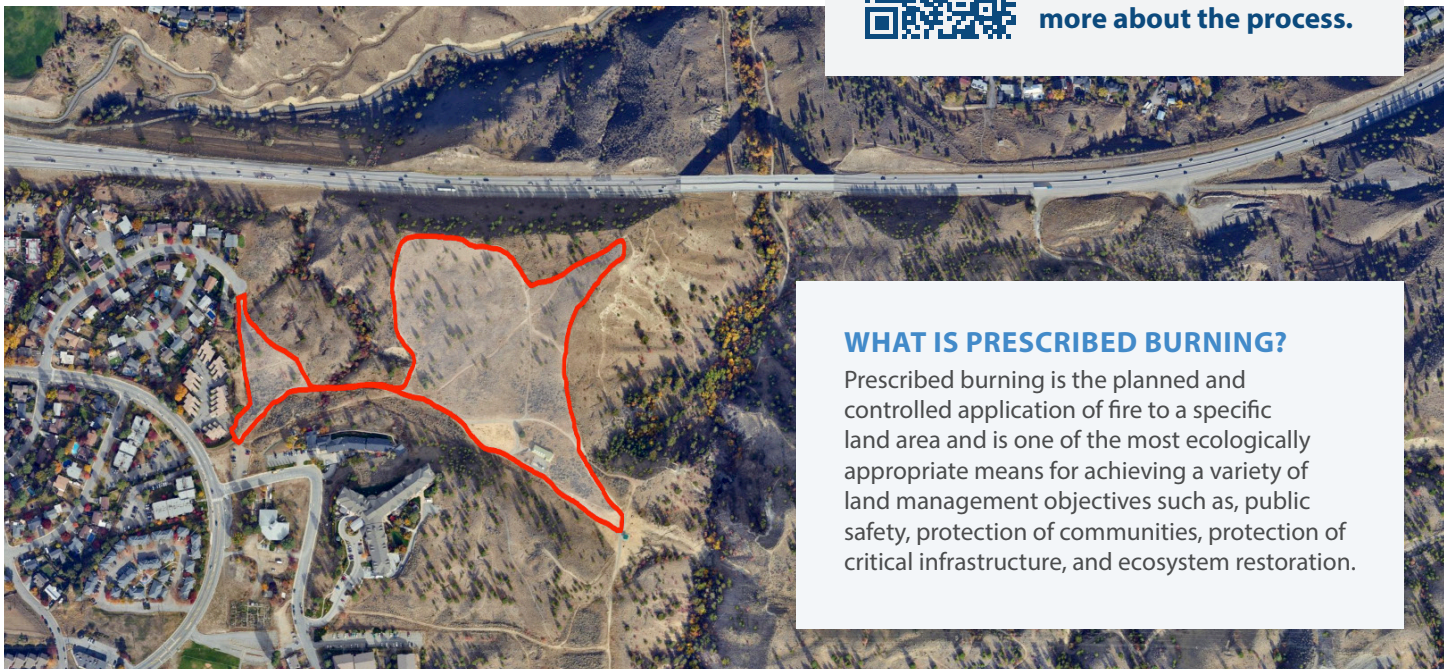 more about the process.
WHAT IS PRESCRIBED BURNING?
Prescribed burning is the planned and
controlled application of fire to a specific
land area and is one of the most ecologically
appropriate means for achieving a variety of
land management objectives such as, public
safety, protection of communities, protection of
critical infrastructure, and ecosystem restoration.